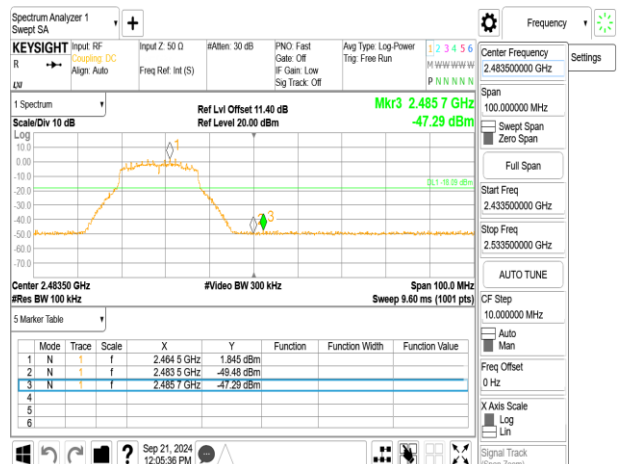 Spectrum Analyzer 1
Swept SA
Frequency
KEYSIGHT Input: RF Input Z: 50 Ω #Atten: 30 dB PNO: Fast Avg Type: Log-Power 1 2 3 4 5 6
R Coupling: DC Gate: Off Trig: Free Run M W W W W W
Align: Auto Freq Ref: Int (S) IF Gain: Low
Sig Track: Off P N N N N N
1 Spectrum
Scale/Div 10 dB
Ref Lvl Offset 11.40 dB
Ref Level 20.00 dBm
Mkr3 2.485 7 GHz
-47.29 dBm
Log
10.0
0.00
-10.0
-20.0
-30.0
-40.0
-50.0
-60.0
-70.0
1
3
Center 2.48350 GHz #Video BW 300 kHz Span 100.0 MHz
#Res BW 100 kHz Sweep 9.60 ms (1001 pts)
5 Marker Table
Mode Trace Scale X Y Function Function Width Function Value
1 N 1 f 2.464 5 GHz 1.845 dBm
2 N 1 f 2.483 5 GHz -49.48 dBm
3 N 1 f 2.485 7 GHz -47.29 dBm
4
5
6
Sep 21, 2024
12:05:36 PM
Center Frequency
2.483500000 GHz
Settings
Span
100.000000 MHz
Swept Span
Zero Span
Full Span
Start Freq
2.433500000 GHz
Stop Freq
2.533500000 GHz
AUTO TUNE
CF Step
10.000000 MHz
Auto
Man
Freq Offset
0 Hz
X Axis Scale
Log
Lin
Signal Track
(Span Zoom)